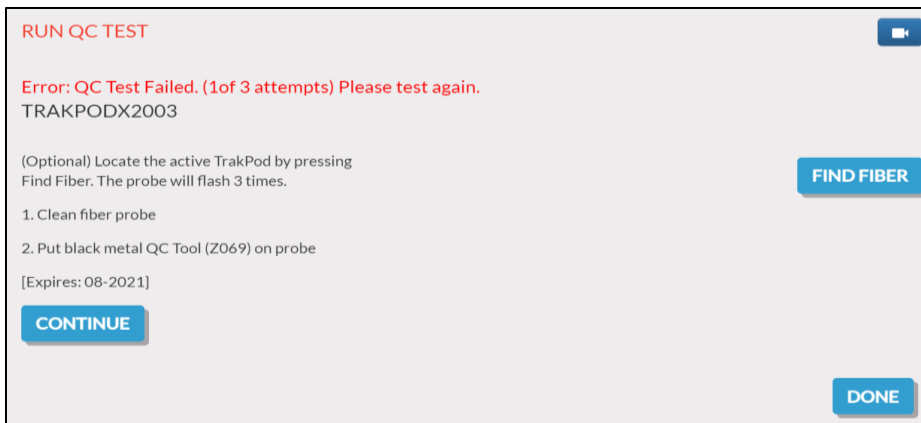 RUN QC TEST
Error: QC Test Failed. (1of 3 attempts) Please test again.
TRAKPODX2003
(Optional) Locate the active TrakPod by pressing
Find Fiber. The probe will flash 3 times.
FIND FIBER
1. Clean fiber probe
2. Put black metal QC Tool (Z069) on probe
[Expires: 08-2021]
CONTINUE
DONE